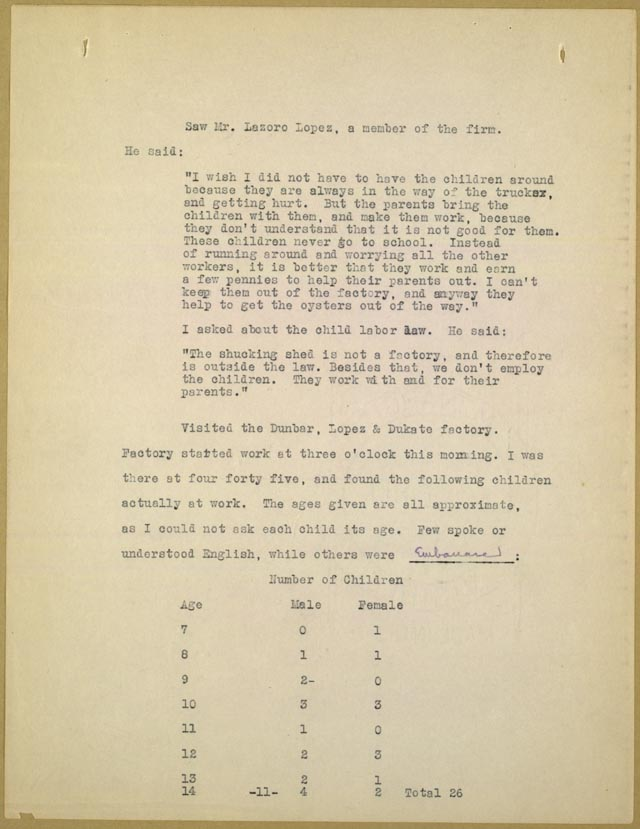 Saw Mr. Lazoro Lopez, a member of the firm.
He said:
"I wish I did not have to have the children around
because they are always in the way of the trucksx,
and getting hurt. But the parents bring the
children with them, and make them work, because
they don't understand that it is not good for them.
These children never go to school. Instead
of running around and worrying all the other
workers, it is better that they work and earn
a few pennies to help their parents out. I can't
keep them out of the factory, and anyway they
help to get the oysters out of the way."
I asked about the child labor law. He said:
"The shucking shed is not a factory, and therefore
is outside the law. Besides that, we don't employ
the children. They work with and for their
parents."
Visited the Dunbar, Lopez & Dukate factory.
Factory started work at three o'clock this morning. I was
there at four forty five, and found the following children
actually at work. The ages given are all approximate,
as I could not ask each child its age. Few spoke or
understood English, while others were Embarrassed :
Number of Children
Age Male Female
7 0 1
8 1 1
9 2- 0
10 3 3
11 1 0
12 2 3
13 2 1
14 -11- 4 2 Total 26